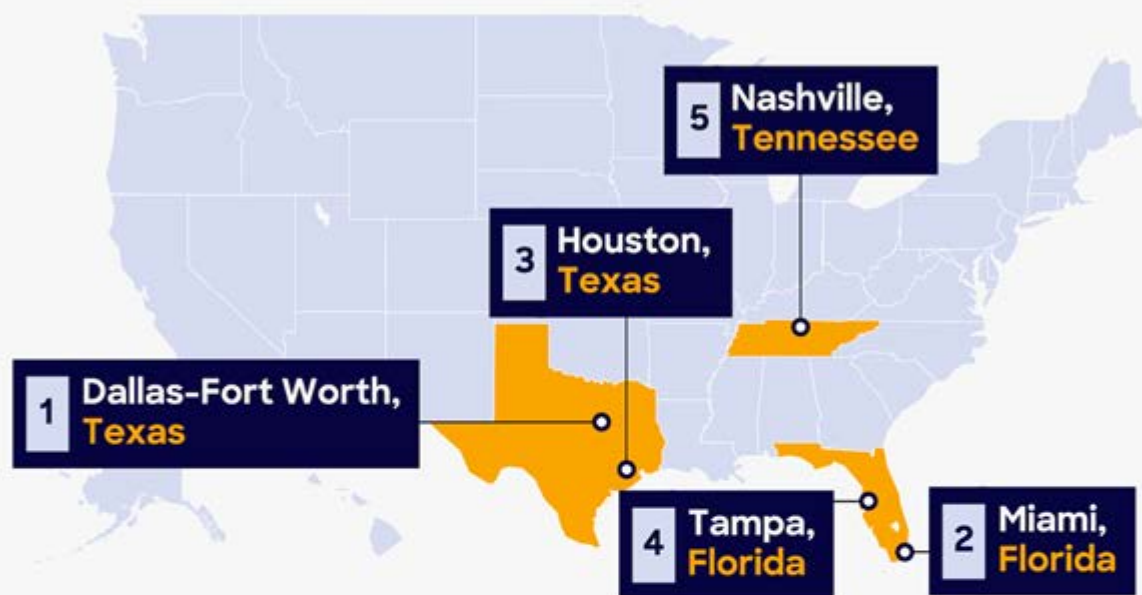 5
Nashville,
Tennessee
3
Houston,
Texas
1
Dallas-Fort Worth,
Texas
4
Tampa,
Florida
2
Miami,
Florida